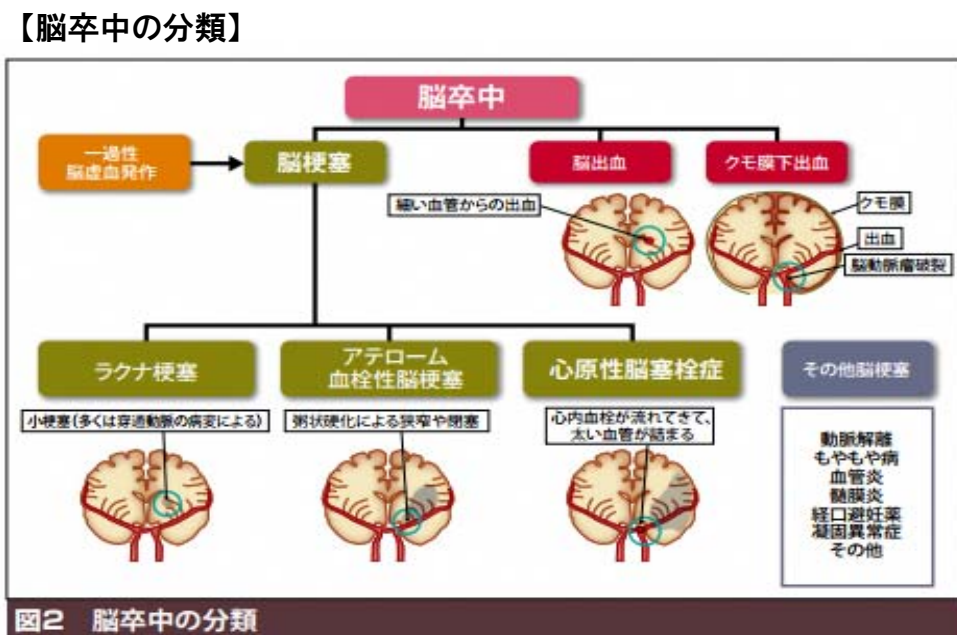 【脳卒中の分類】
脳卒中
一過性
脳虚血発作
脳梗塞
脳出血
クモ膜下出血
細い血管からの出血
クモ膜
出血
脳動脈瘤破裂
ラクナ梗塞
アテローム
血栓性脳梗塞
心原性脳塞栓症
その他脳梗塞
小梗塞(多くは穿通動脈の病変による)
粥状硬化による狭窄や閉塞
心内血栓が流れてきて、
太い血管が詰まる
動脈解離
もやもや病
血管炎
髄膜炎
経口避妊薬
凝固異常症
その他
図2 脳卒中の分類